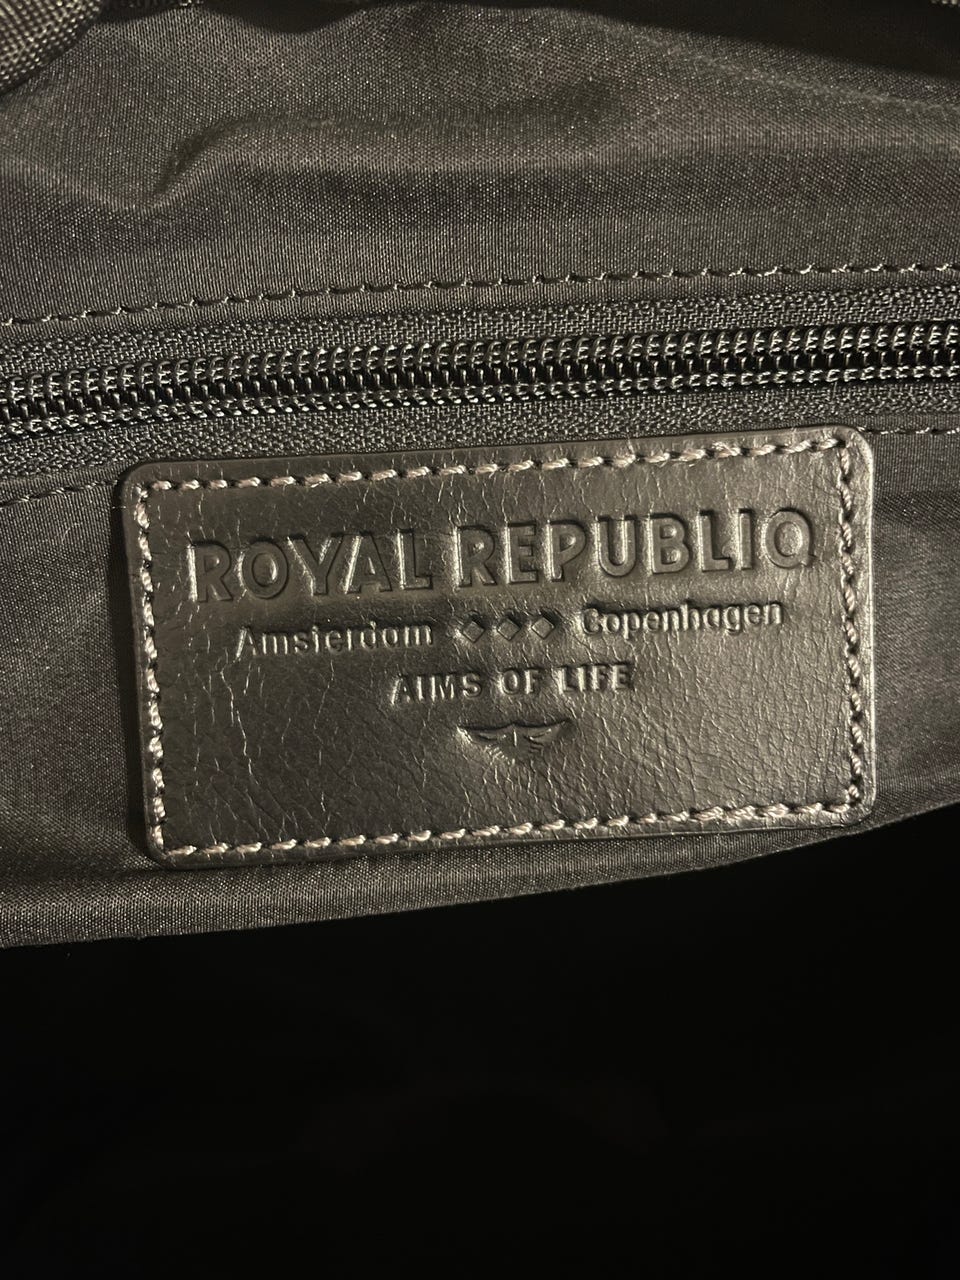 ROYAL REPUBLIQ
Amsterdam ◇◇◇ Copenhagen
AIMS OF LIFE